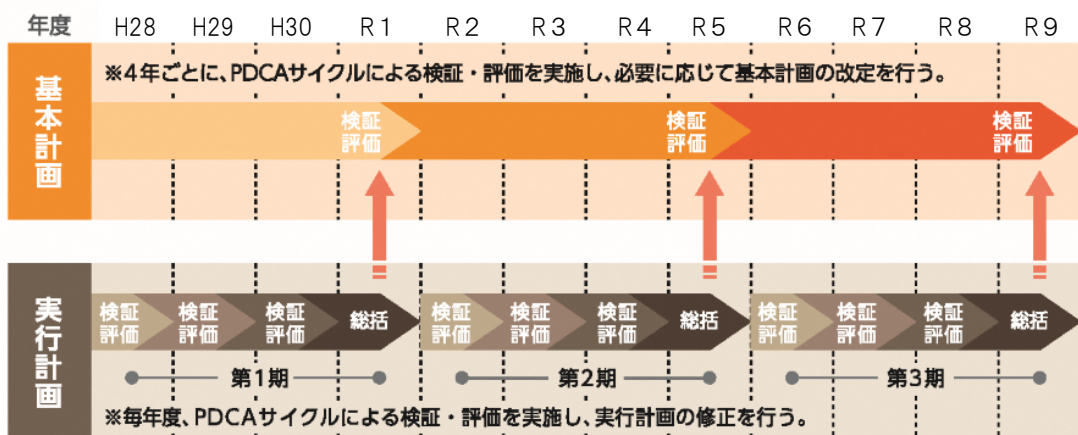 年度 H28 H29 H30 R1 R2 R3 R4 R5 R6 R7 R8 R9
基本計画
※4年ごとに、PDCAサイクルによる検証・評価を実施し、必要に応じて基本計画の改定を行う。
検証 検証 検証
評価 評価 評価
実行計画
検証 検証 検証 総括 検証 検証 検証 総括 検証 検証 検証 総括
評価 評価 評価 評価 評価 評価 評価 評価 評価
第1期 第2期 第3期
※毎年度、PDCAサイクルによる検証・評価を実施し、実行計画の修正を行う。